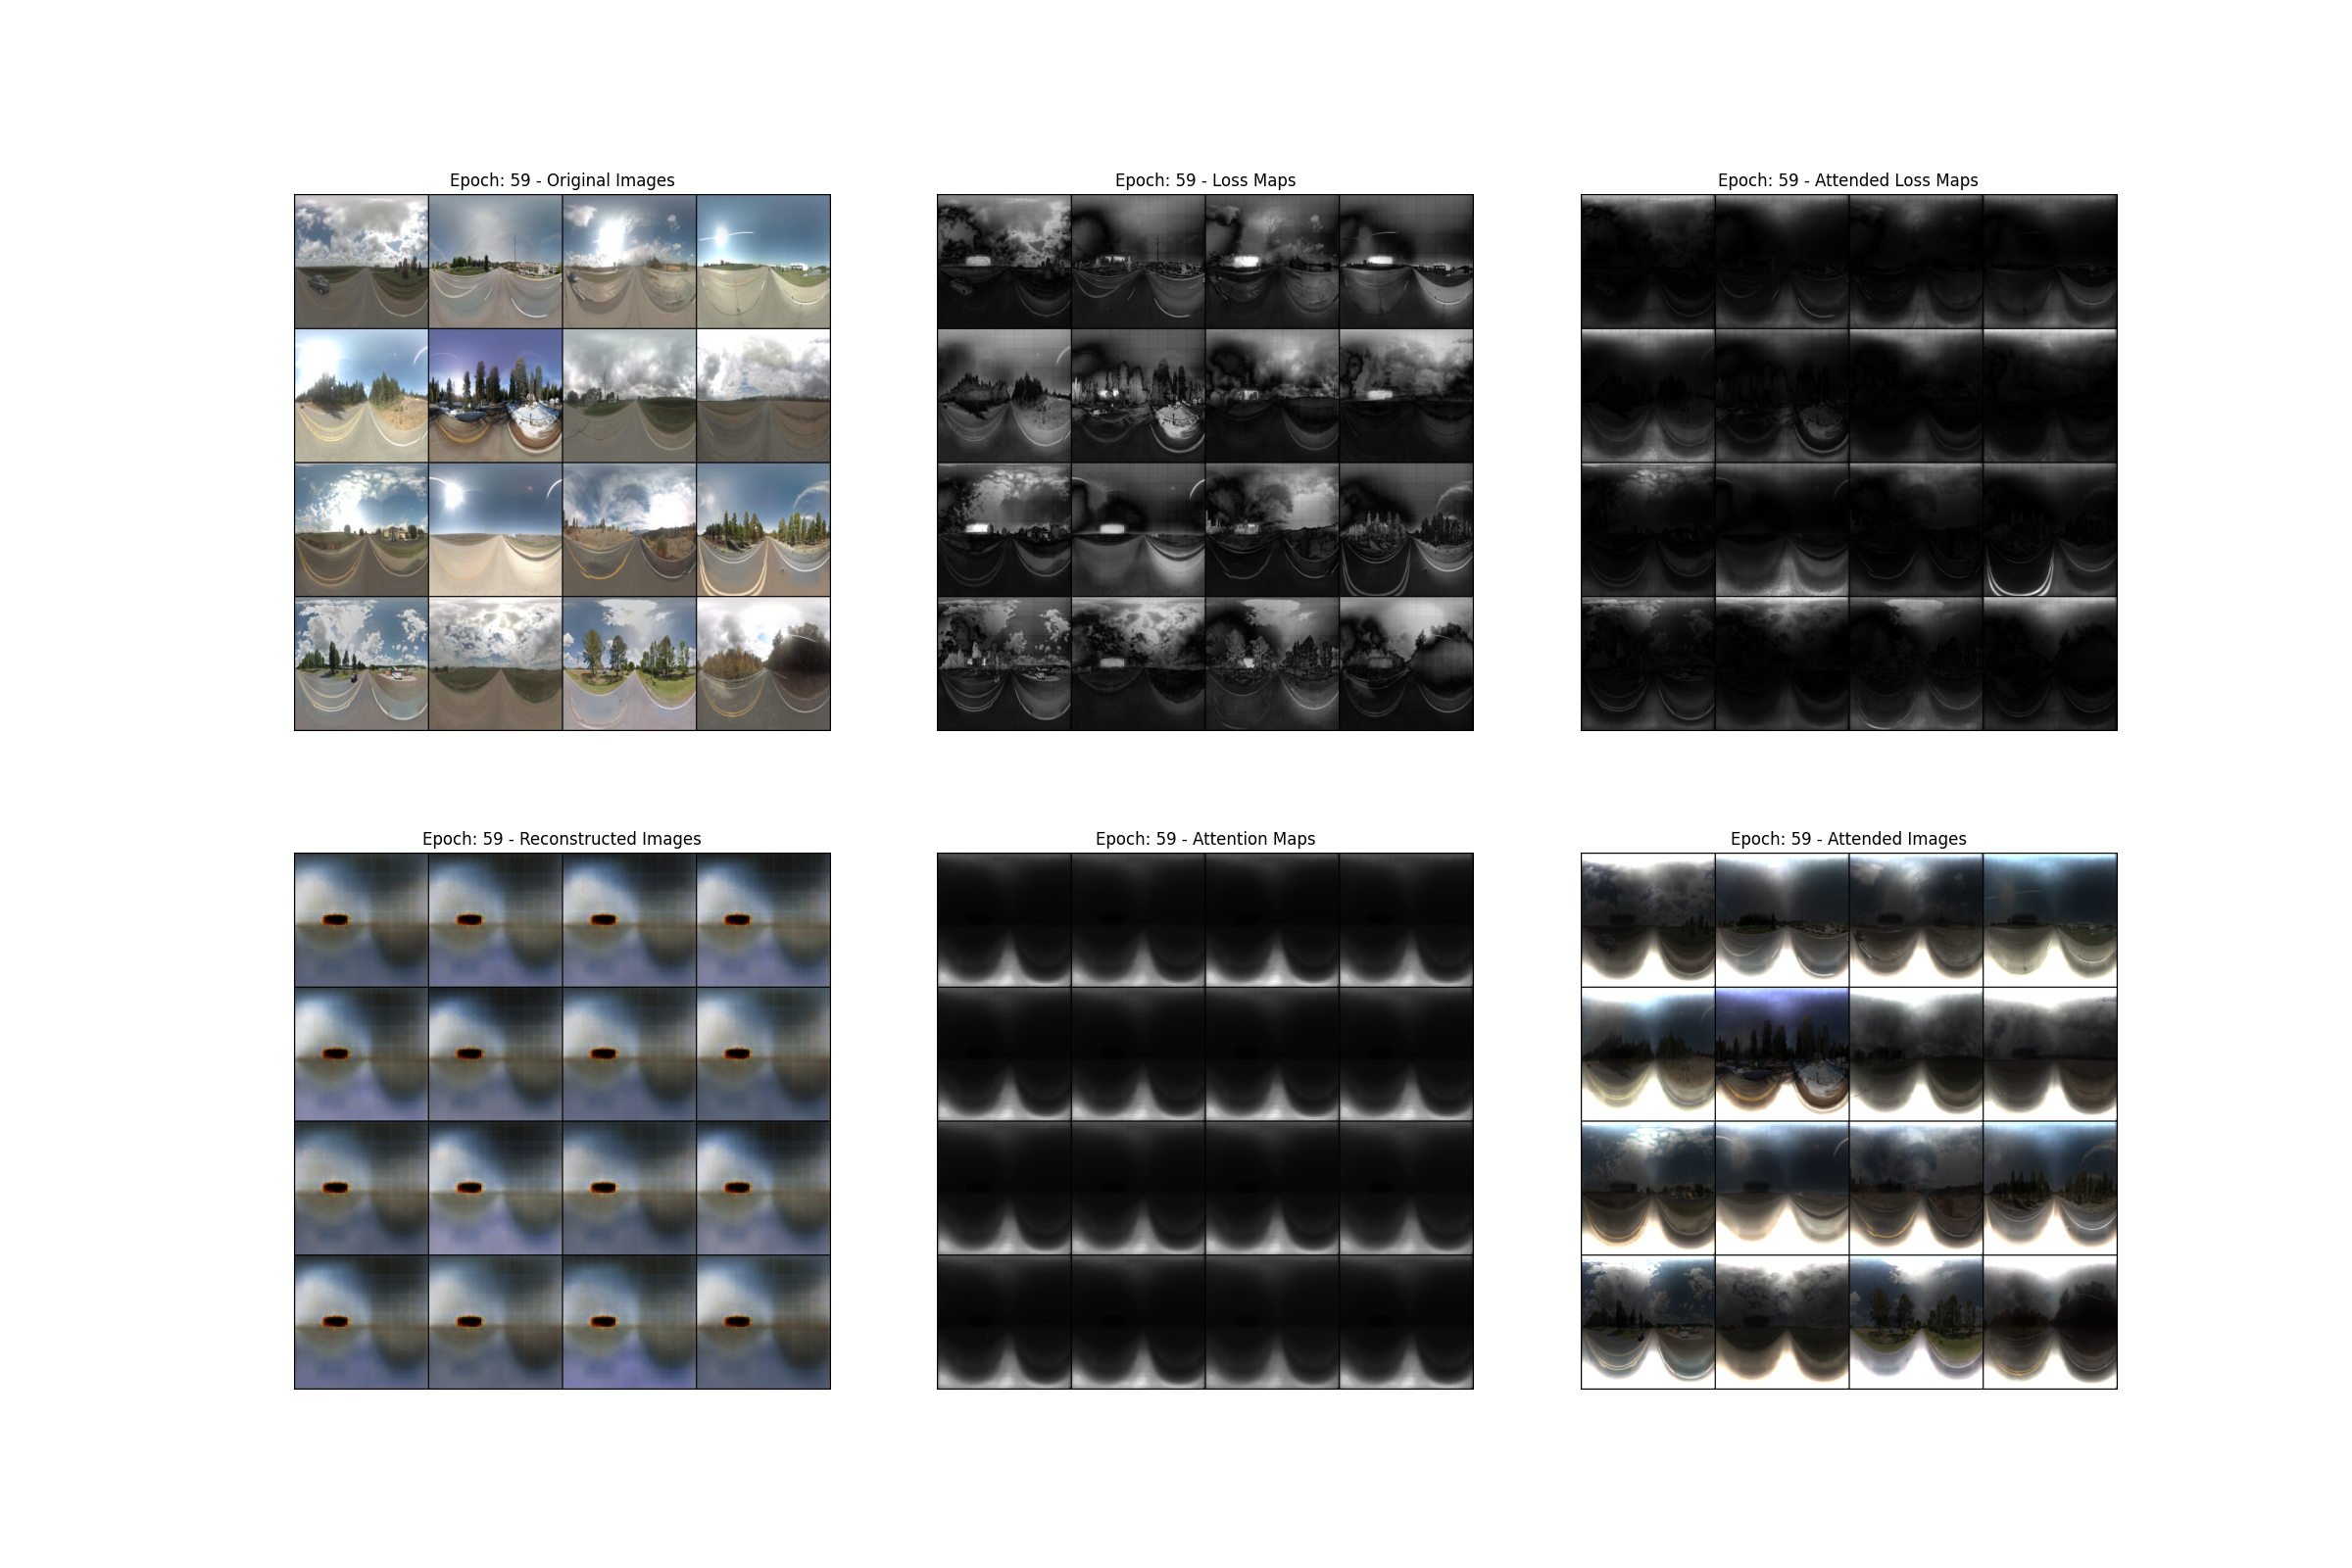 Epoch: 59 - Original Images
Epoch: 59 - Loss Maps
Epoch: 59 - Attended Loss Maps
Epoch: 59 - Reconstructed Images
Epoch: 59 - Attention Maps
Epoch: 59 - Attended Images